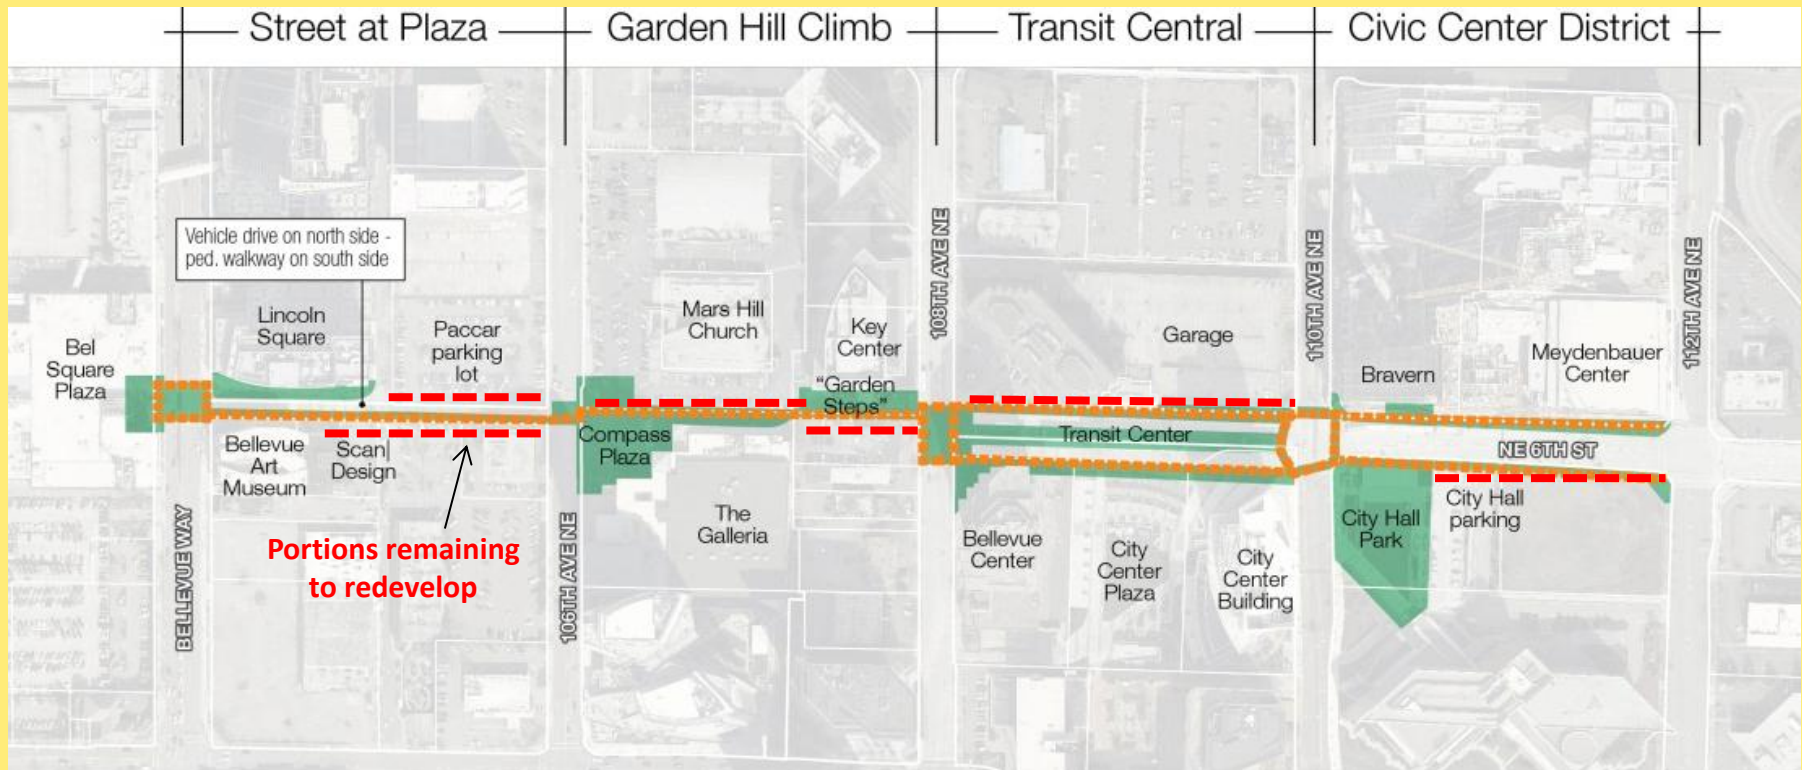 Street at Plaza
Garden Hill Climb
Transit Central
Civic Center District
Vehicle drive on north side -
ped. walkway on south side
Bel
Square
Plaza
Lincoln
Square
Paccar
parking
lot
Bellevue
Art
Museum
Scan|
Design
Portions remaining
to redevelop
BELLEVUE WAY
106TH AVE NE
Mars Hill
Church
Key
Center
"Garden
Steps"
Compass
Plaza
The
Galleria
108TH AVE NE
Garage
Transit Center
Bellevue
Center
City
Center
Plaza
City
Center
Building
110TH AVE NE
Bravern
Meydenbauer
Center
NE 6TH ST
City Hall
Park
City Hall
parking
112TH AVE NE